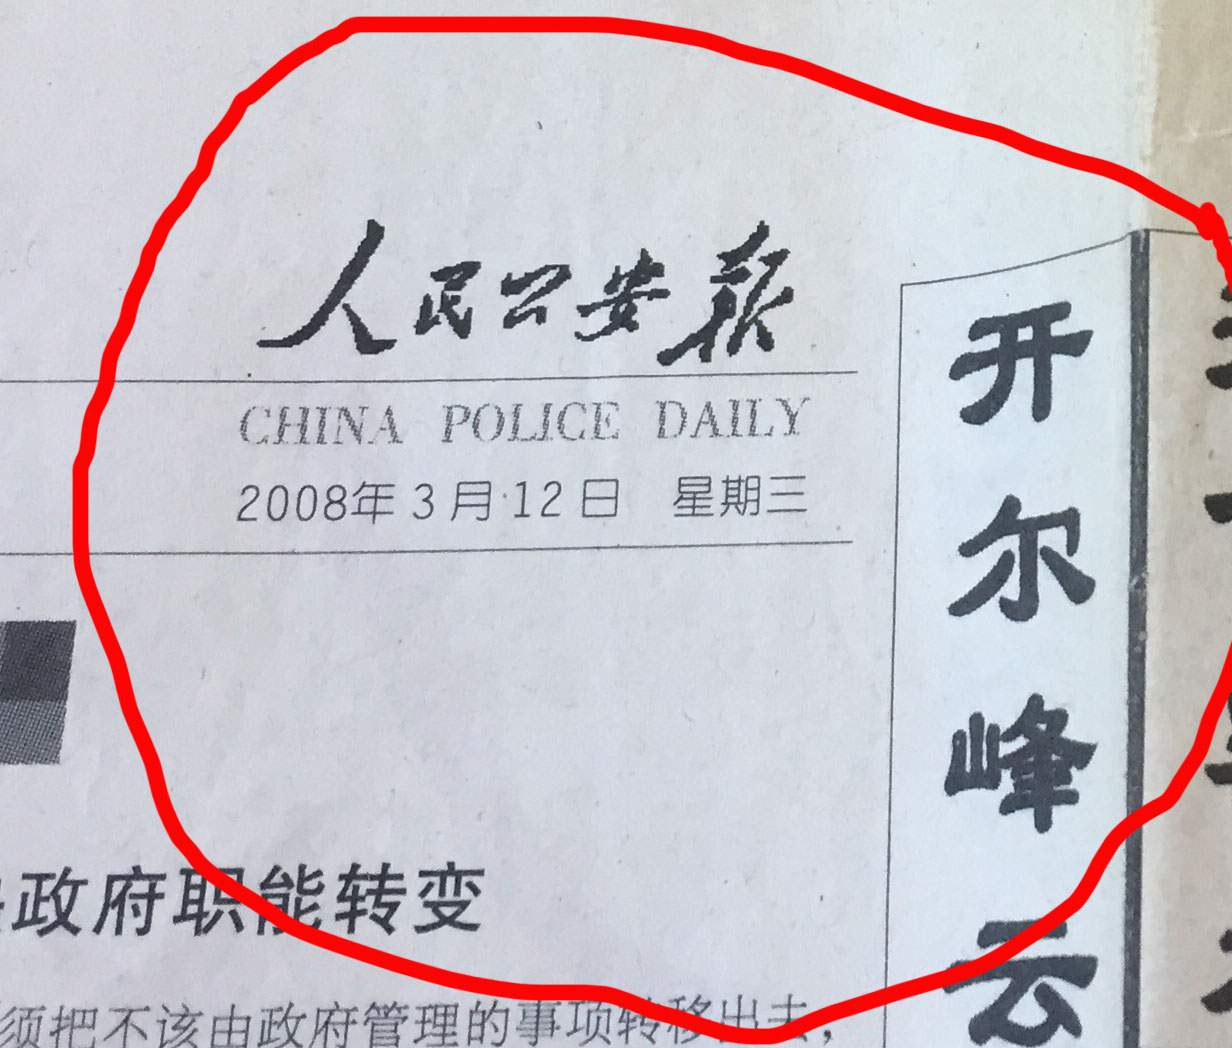 人民公安报
CHINA POLICE DAILY
2008年3月12日 星期三
政府职能转变
须把不该由政府管理的事项转移出去，
开尔峰云